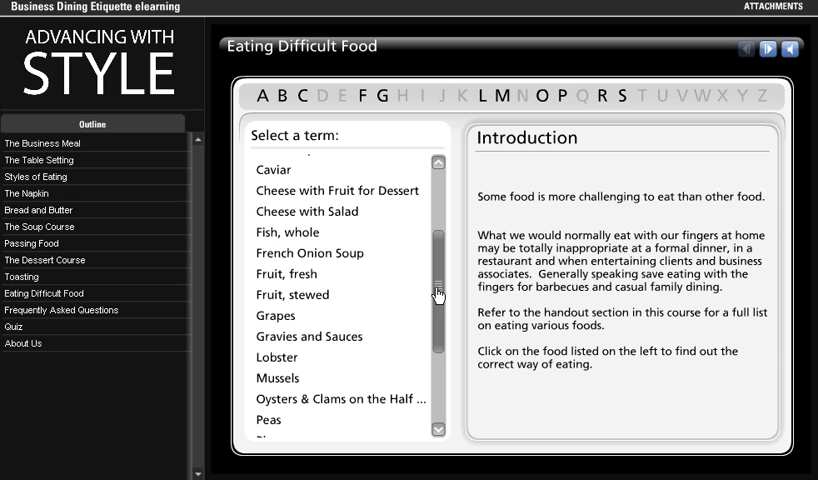 Business Dining Etiquette elearning
ATTACHMENTS
ADVANCING WITH
STYLE
Outline
The Business Meal
The Table Setting
Styles of Eating
The Napkin
Bread and Butter
The Soup Course
Passing Food
The Dessert Course
Toasting
Eating Difficult Food
Frequently Asked Questions
Quiz
About Us
Eating Difficult Food
A B C D E F G H I J K L M N O P Q R S T U V W X Y Z
Select a term:
Caviar
Cheese with Fruit for Dessert
Cheese with Salad
Fish, whole
French Onion Soup
Fruit, fresh
Fruit, stewed
Grapes
Gravies and Sauces
Lobster
Mussels
Oysters & Clams on the Half ...
Peas
Introduction
Some food is more challenging to eat than other food.
What we would normally eat with our fingers at home
may be totally inappropriate at a formal dinner, in a
restaurant and when entertaining clients and business
associates. Generally speaking save eating with the
fingers for barbecues and casual family dining.
Refer to the handout section in this course for a full list
on eating various foods.
Click on the food listed on the left to find out the
correct way of eating.